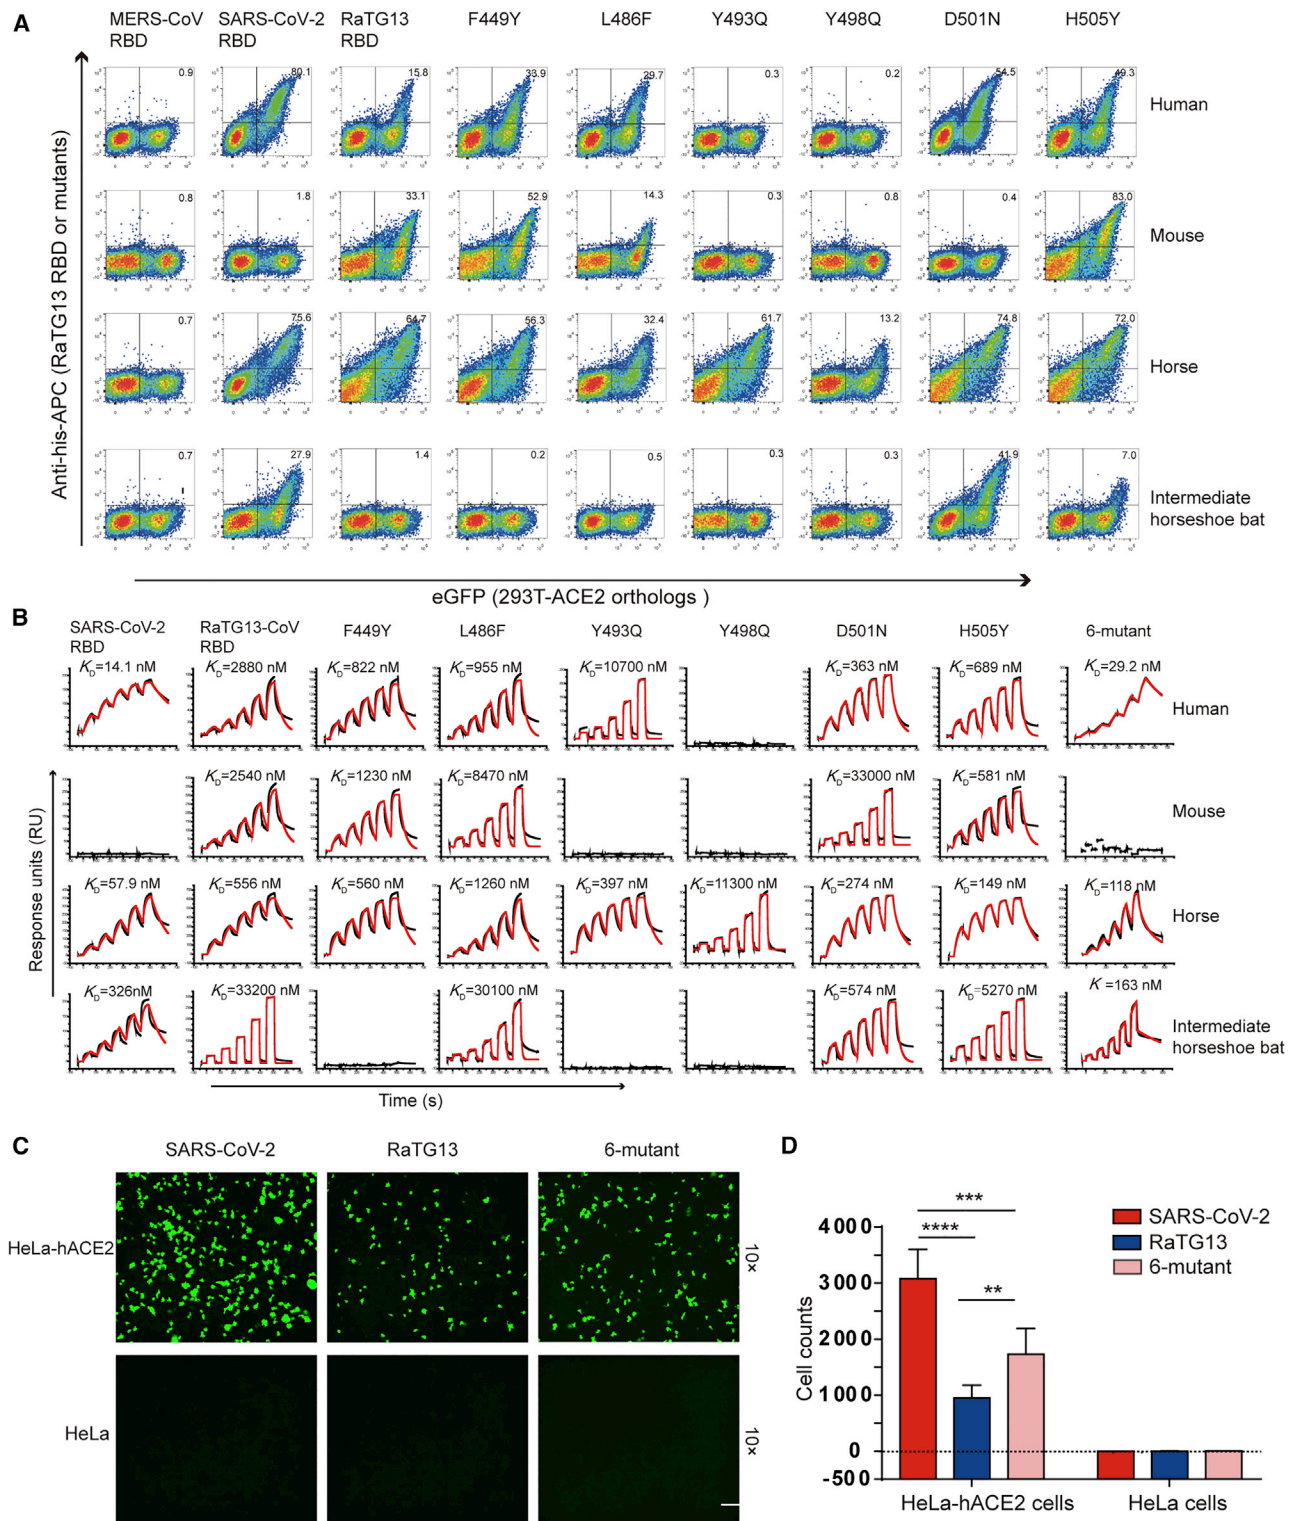 A
MERS-CoV RBD
SARS-CoV-2 RBD
RaTG13 RBD
F449Y
L486F
Y493Q
Y498Q
D501N
H505Y
Anti-his-APC (RaTG13 RBD or mutants)
0.9
80.1
15.8
33.9
29.7
0.3
0.2
54.5
49.3
Human
0.8
1.8
33.1
52.9
14.3
0.3
0.8
0.4
83.0
Mouse
0.7
75.6
64.7
56.3
32.4
61.7
13.2
74.8
72.0
Horse
0.7
27.9
1.4
0.2
0.5
0.3
0.3
41.9
7.0
Intermediate
horseshoe bat
eGFP (293T-ACE2 orthologs )
B
SARS-CoV-2 RBD
RaTG13-CoV RBD
F449Y
L486F
Y493Q
Y498Q
D501N
H505Y
6-mutant
Response units (RU)
KD=14.1 nM
KD=2880 nM
KD=822 nM
KD=955 nM
KD=10700 nM
KD=363 nM
KD=689 nM
KD=29.2 nM
Human
KD=2540 nM
KD=1230 nM
KD=8470 nM
KD=33000 nM
KD=581 nM
Mouse
KD=57.9 nM
KD=556 nM
KD=560 nM
KD=1260 nM
KD=397 nM
KD=11300 nM
KD=274 nM
KD=149 nM
KD=118 nM
Horse
KD=326nM
KD=33200 nM
KD=30100 nM
KD=574 nM
KD=5270 nM
K =163 nM
Intermediate
horseshoe bat
Time (s)
C
SARS-CoV-2
RaTG13
6-mutant
HeLa-hACE2
10×
HeLa
10×
D
Cell counts
4000
3000
2000
1000
0
-500
***
****
**
SARS-CoV-2
RaTG13
6-mutant
HeLa-hACE2 cells
HeLa cells